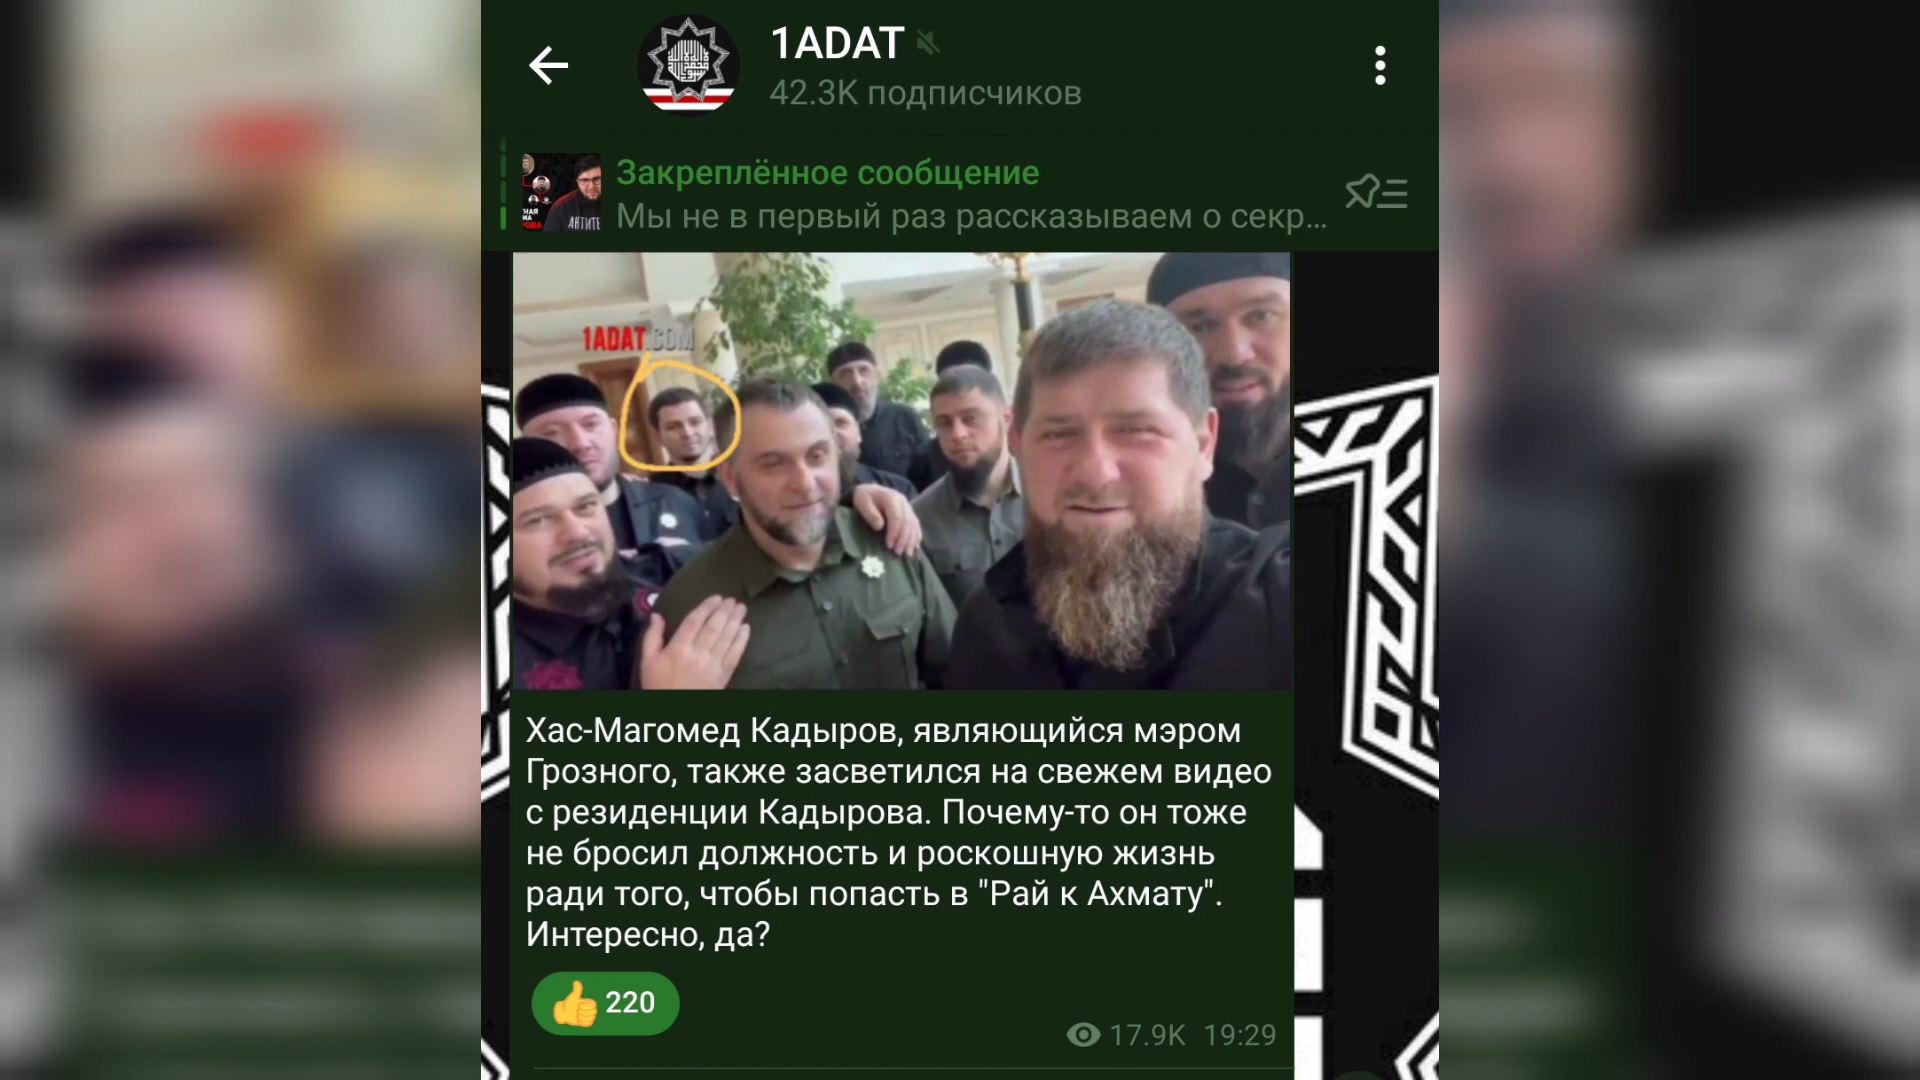 1ADAT
42.3K подписчиков
Закреплённое сообщение
Мы не в первый раз рассказываем о секр...
АНТИТЕ
1ADAT.COM
Хас-Магомед Кадыров, являющийся мэром
Грозного, также засветился на свежем видео
с резиденции Кадырова. Почему-то он тоже
не бросил должность и роскошную жизнь
ради того, чтобы попасть в "Рай к Ахмату".
Интересно, да?
👍 220
17.9K 19:29